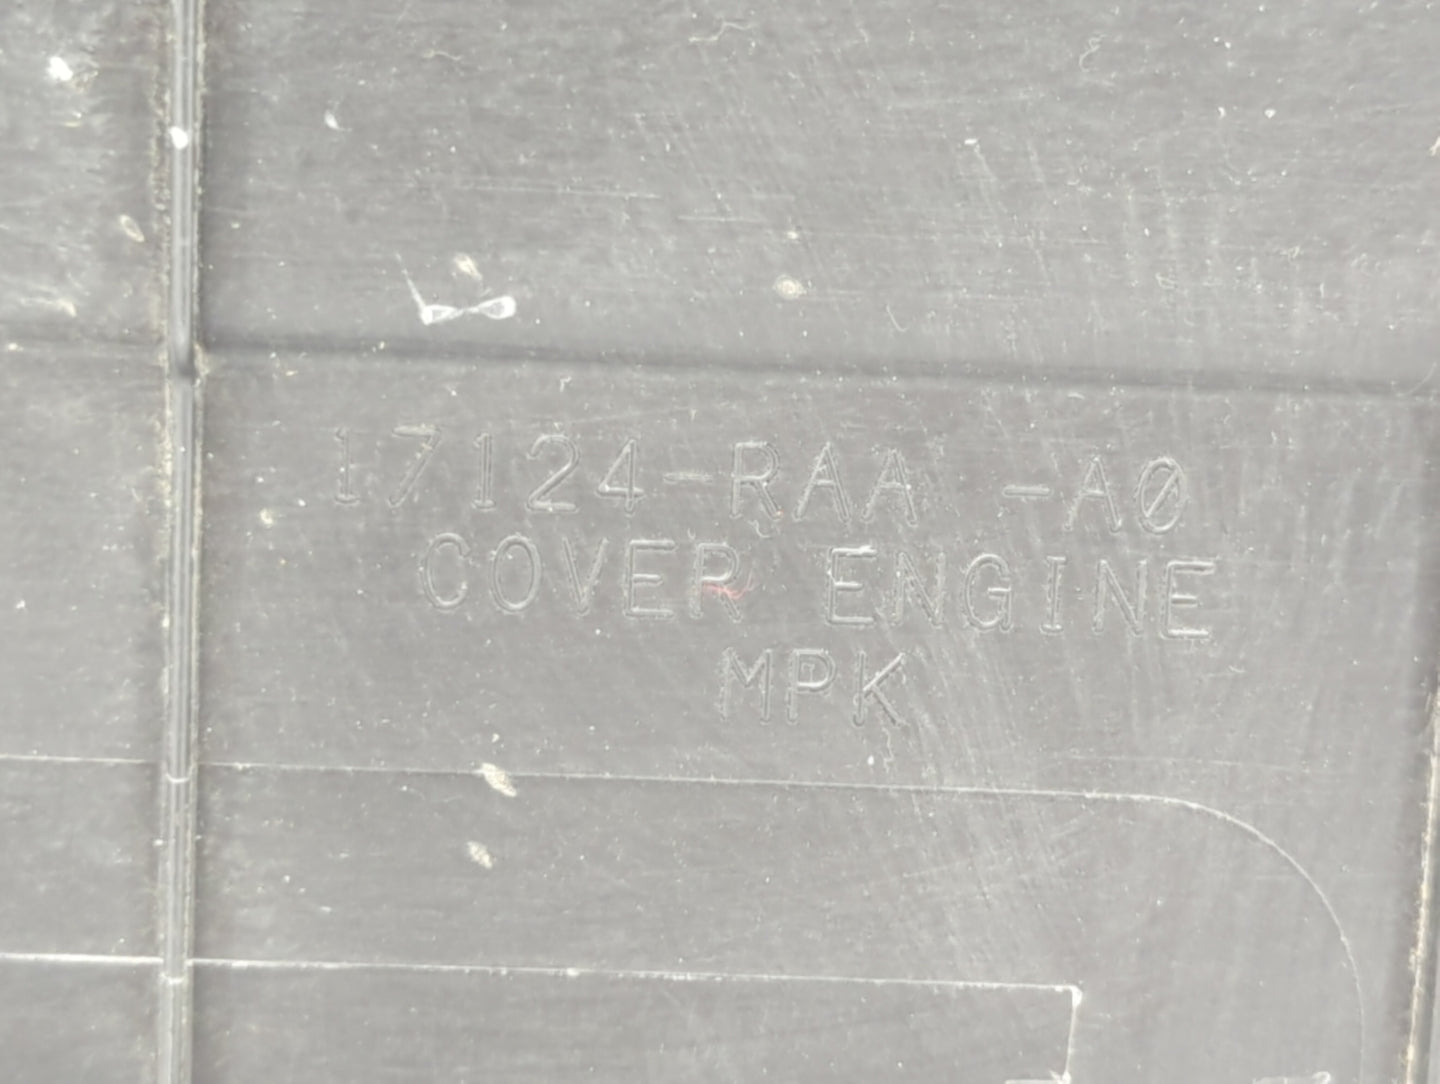 17124-RAA -A0
COVER ENGINE
MPK